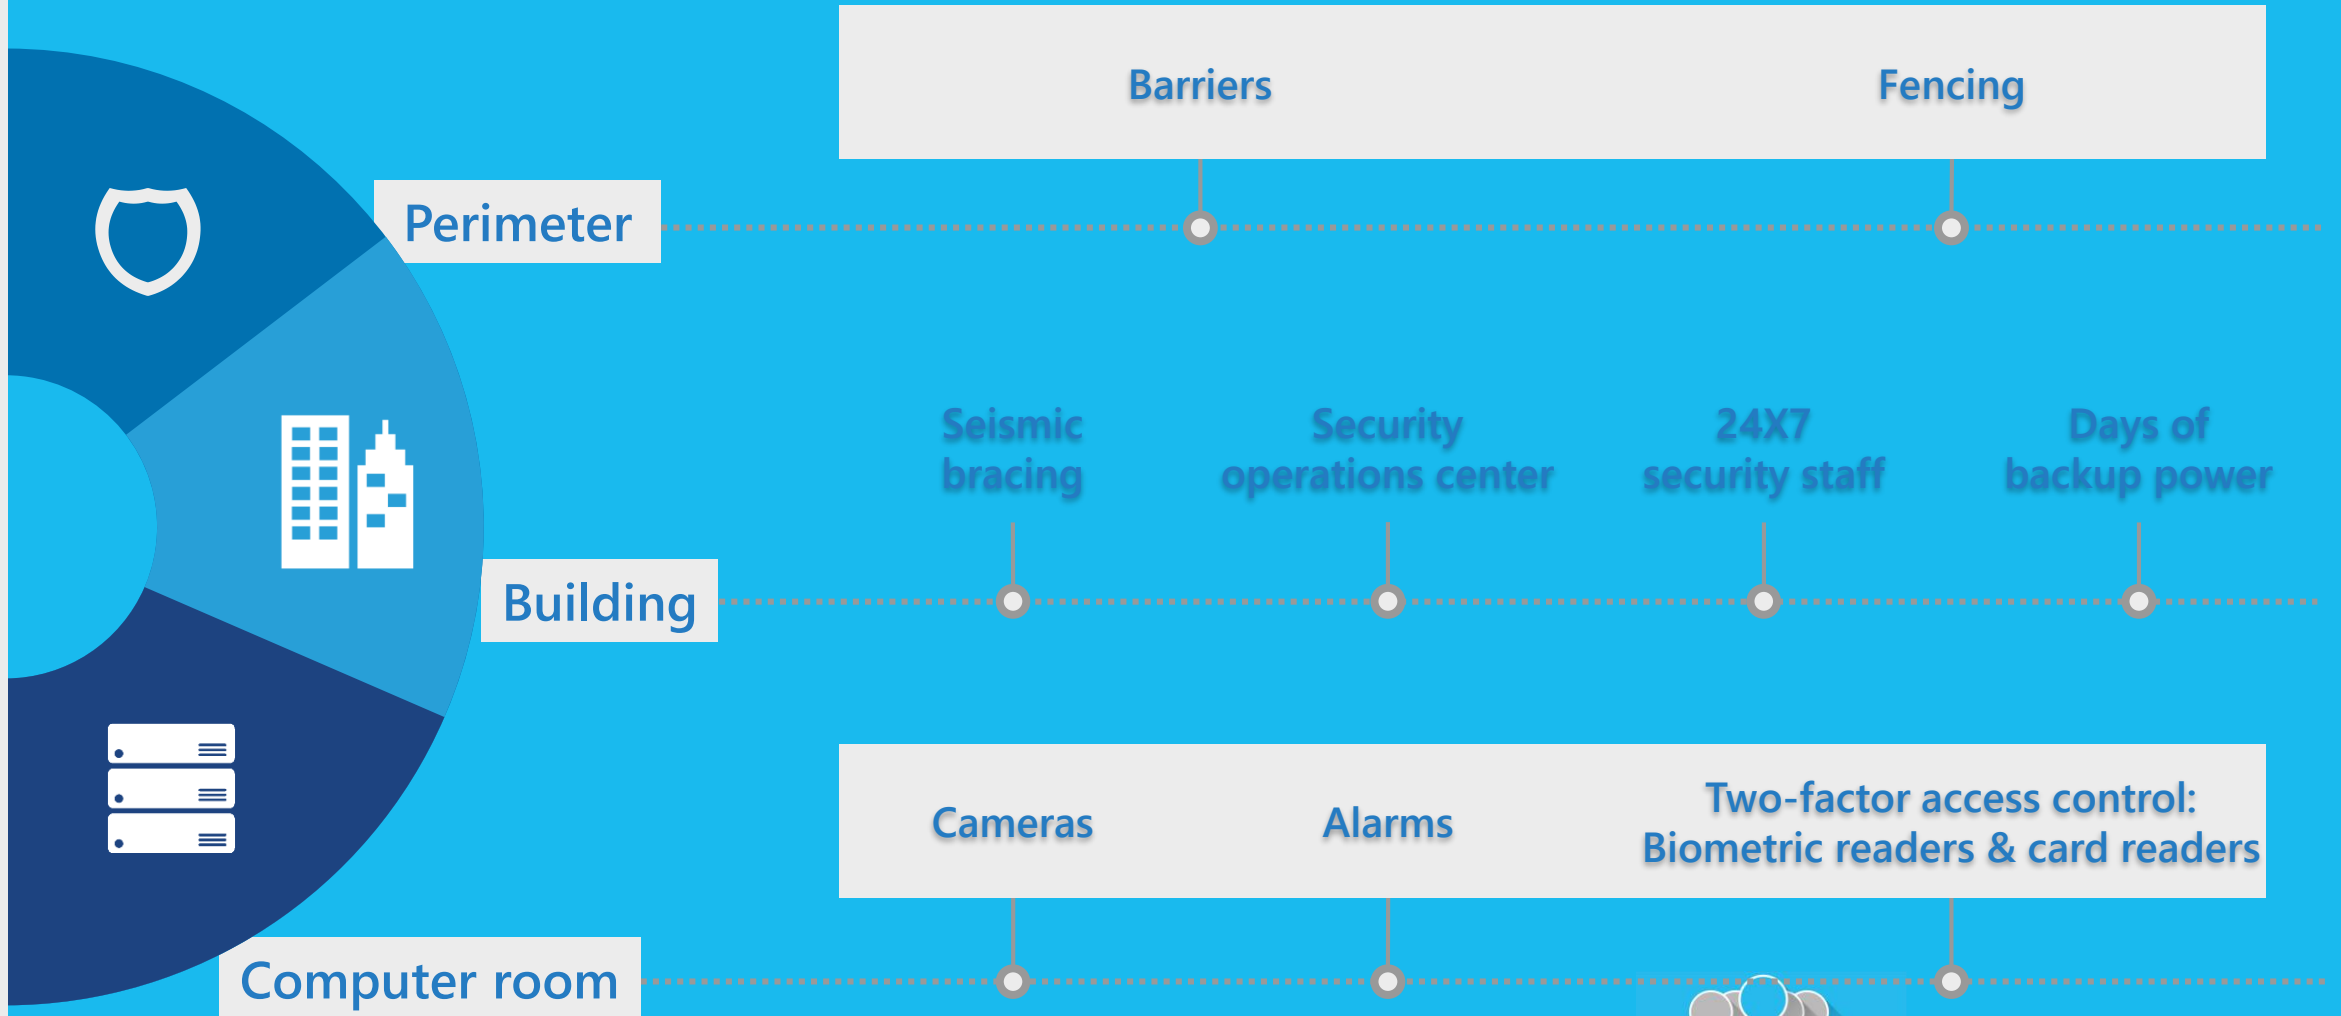 Barriers
Fencing
Perimeter
Seismic
bracing
Security
operations center
24X7
security staff
Days of
backup power
Building
Cameras
Alarms
Two-factor access control:
Biometric readers & card readers
Computer room